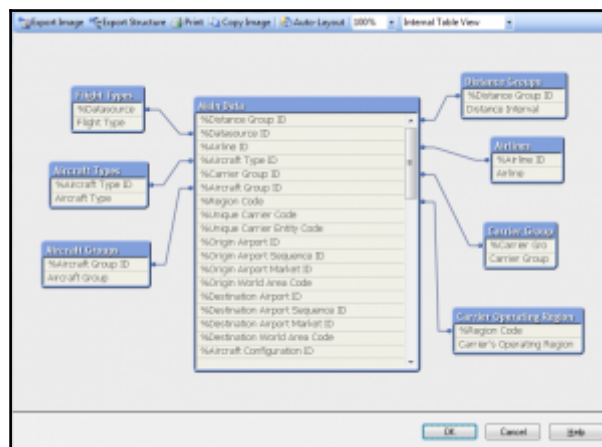 Export Image Export Structure Print Copy Image Auto-Layout 100% Internal Table View
Flight Types
%Datasource
Flight Type
Aircraft Types
%Aircraft Type ID
Aircraft Type
Aircraft Groups
%Aircraft Group ID
Aircraft Group
Main Data
%Distance Group ID
%Datasource ID
%Airline ID
%Aircraft Type ID
%Carrier Group ID
%Aircraft Group ID
%Region Code
%Unique Carrier Code
%Unique Carrier Entity Code
%Origin Airport ID
%Origin Airport Sequence ID
%Origin Airport Market ID
%Origin World Area Code
%Destination Airport ID
%Destination Airport Sequence ID
%Destination Airport Market ID
%Destination World Area Code
%Aircraft Configuration ID
Distance Groups
%Distance Group ID
Distance Interval
Airlines
%Airline ID
Airline
Carrier Group
%Carrier Gro
Carrier Group
Carrier Operating Region
%Region Code
Carrier's Operating Region
OK Cancel Help